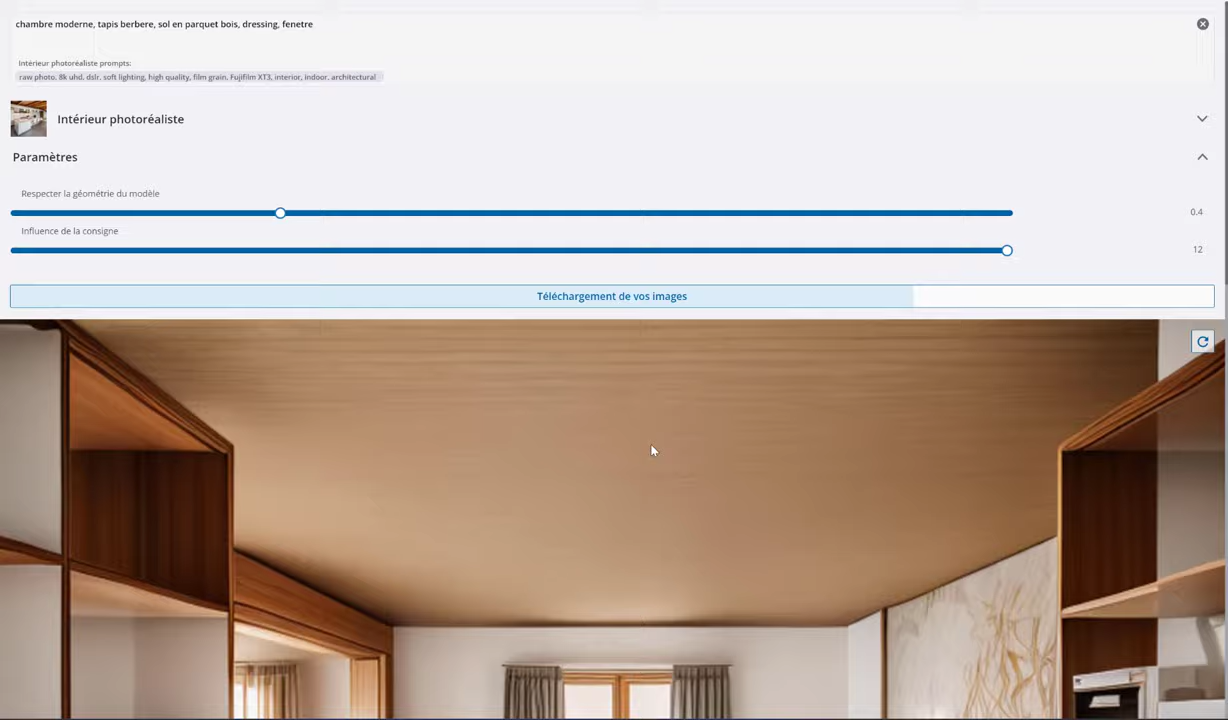 chambre moderne, tapis berbere, sol en parquet bois, dressing, fenetre
Intérieur photoréaliste prompts:
raw photo, 8k uhd, dslr, soft lighting, high quality, film grain, Fujifilm XT3, interior, indoor, architectural
Intérieur photoréaliste
Paramètres
Respecter la géométrie du modèle
0.4
Influence de la consigne
12
Téléchargement de vos images